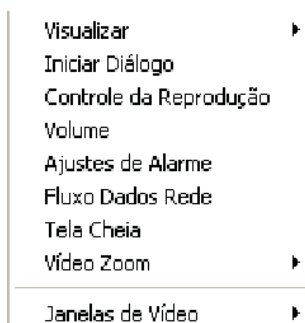 Visualizar
Iniciar Diálogo
Controle da Reprodução
Volume
Ajustes de Alarme
Fluxo Dados Rede
Tela Cheia
Vídeo Zoom
Janelas de Vídeo